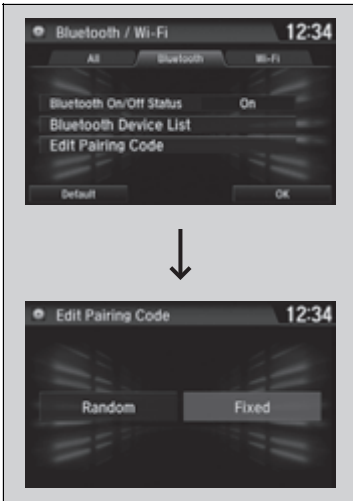 Bluetooth / Wi-Fi 12:34
All Bluetooth Wi-Fi
Bluetooth On/Off Status On
Bluetooth Device List
Edit Pairing Code
Default OK
Edit Pairing Code 12:34
Random Fixed